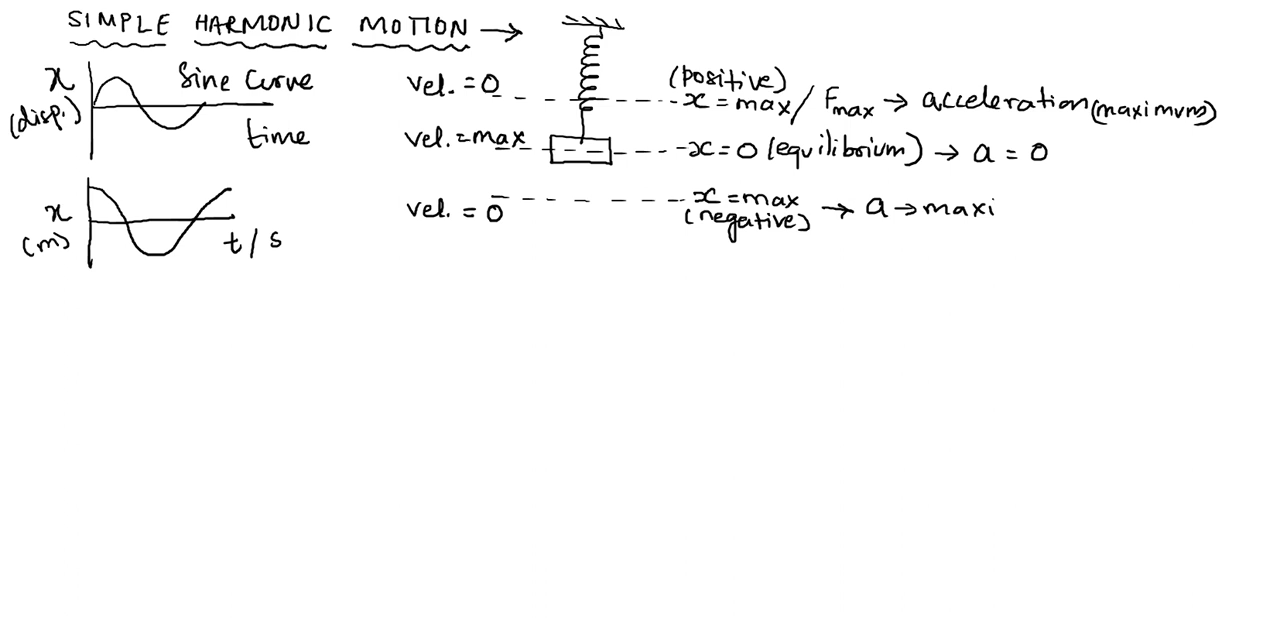 SIMPLE HARMONIC MOTION →
x
(disp.)
Sine Curve
time
x
(m)
t/s
vel. = 0
(positive)
x = max / Fmax → acceleration (maximum)
vel. = max
x = 0 (equilibrium) → a = 0
vel. = 0
x = max
(negative) → a → maxi